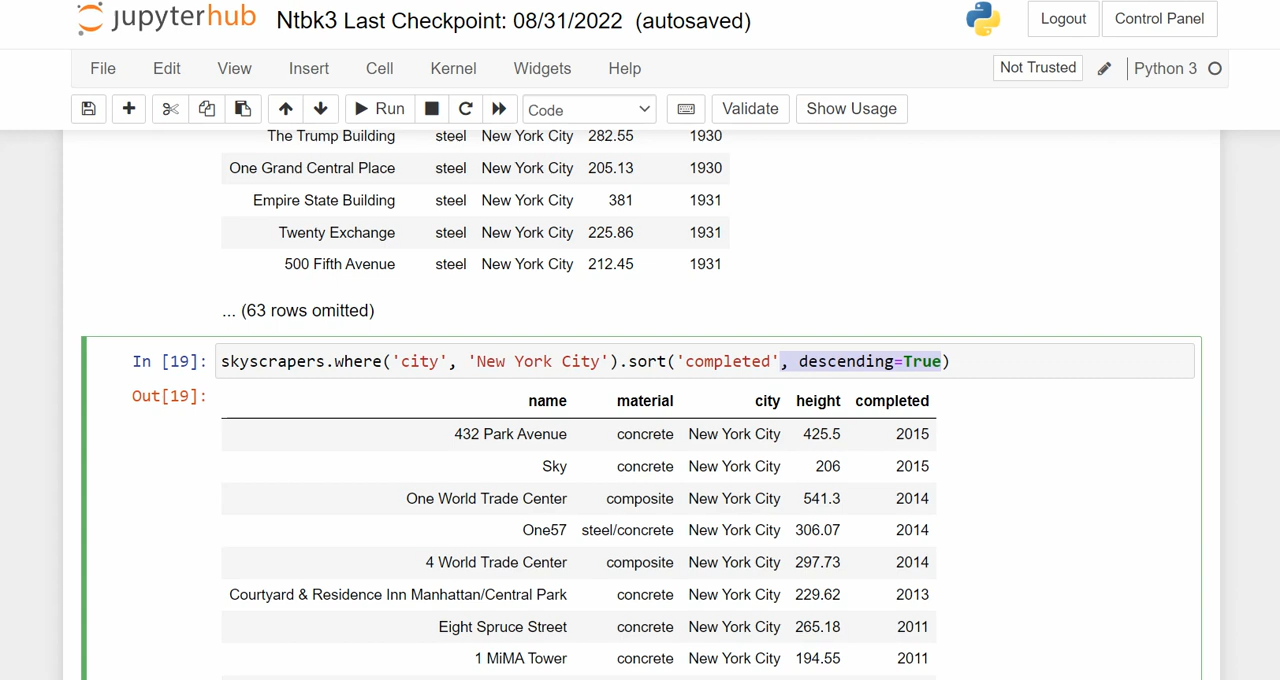 jupyterhub Ntbk3 Last Checkpoint: 08/31/2022 (autosaved) Logout Control Panel
File Edit View Insert Cell Kernel Widgets Help Not Trusted Python 3
Run Code Validate Show Usage
The Trump Building steel New York City 282.55 1930
One Grand Central Place steel New York City 205.13 1930
Empire State Building steel New York City 381 1931
Twenty Exchange steel New York City 225.86 1931
500 Fifth Avenue steel New York City 212.45 1931
... (63 rows omitted)
In [19]: skyscrapers.where('city', 'New York City').sort('completed', descending=True)
Out[19]: name material city height completed
432 Park Avenue concrete New York City 425.5 2015
Sky concrete New York City 206 2015
One World Trade Center composite New York City 541.3 2014
One57 steel/concrete New York City 306.07 2014
4 World Trade Center composite New York City 297.73 2014
Courtyard & Residence Inn Manhattan/Central Park concrete New York City 229.62 2013
Eight Spruce Street concrete New York City 265.18 2011
1 MiMA Tower concrete New York City 194.55 2011